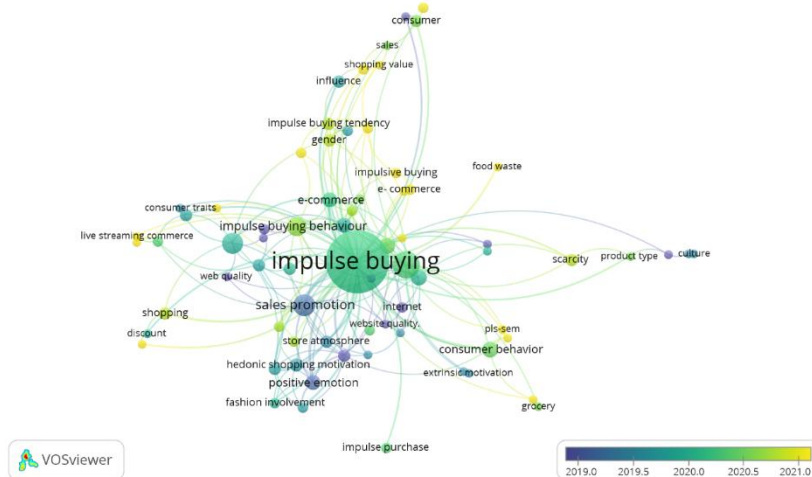 consumer
sales
shopping value
influence
impulse buying tendency
gender
impulsive buying
food waste
e- commerce
e-commerce
consumer traits
impulse buying behaviour
live streaming commerce
impulse buying
scarcity
product type
culture
web quality
sales promotion
internet
shopping
website quality.
discount
pls-sem
store atmosphere
consumer behavior
hedonic shopping motivation
extrinsic motivation
positive emotion
fashion involvement
grocery
impulse purchase
VOSviewer
2019.0 2019.5 2020.0 2020.5 2021.0